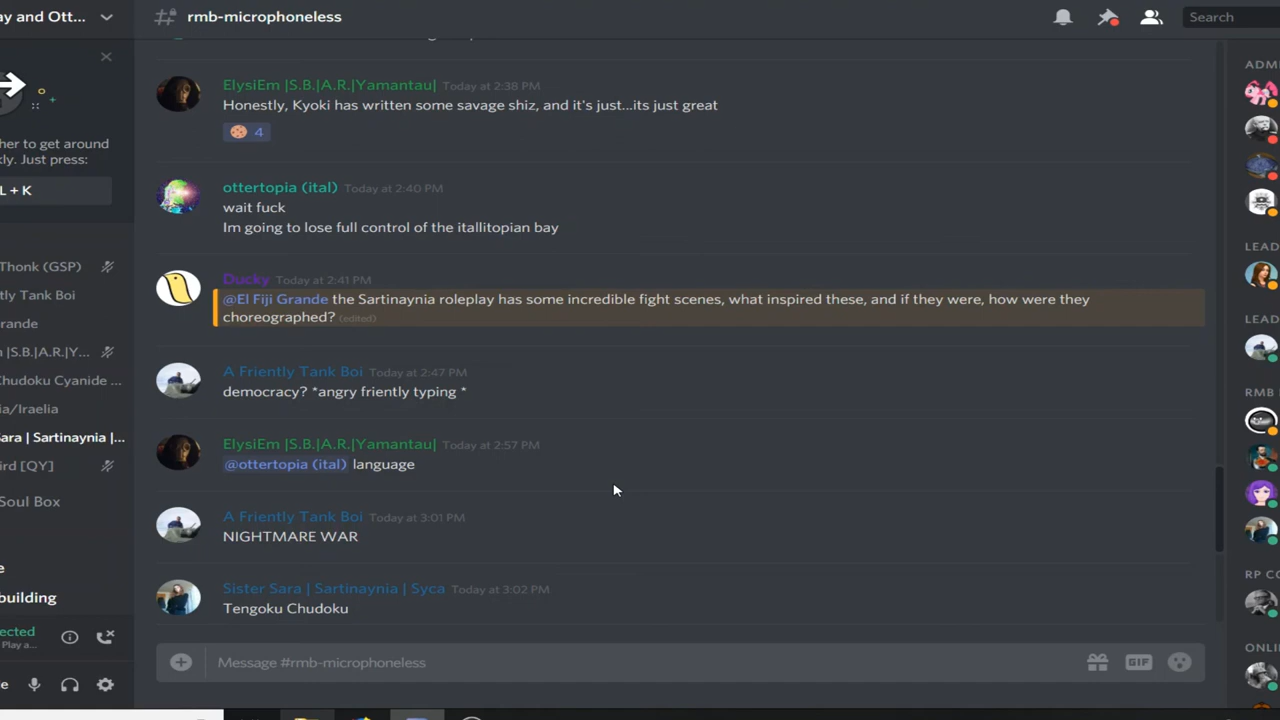 ay and Ott...
rmb-microphoneless
Search
her to get around
kly. Just press:
L + K
Thonk (GSP)
tly Tank Boi
rande
n |S.B.|A.R.|Y...
Chudoku Cyanide ...
ia/Iraelia
Sara | Sartinaynia |...
ird [QY]
Soul Box
e
building
ected
Play a...
e
ElysiEm |S.B.|A.R.|Yamantau| Today at 2:38 PM
Honestly, Kyoki has written some savage shiz, and it's just...its just great
4
ottertopia (ital) Today at 2:40 PM
wait fuck
Im going to lose full control of the itallitopian bay
Ducky Today at 2:41 PM
@El Fiji Grande the Sartinaynia roleplay has some incredible fight scenes, what inspired these, and if they were, how were they
choreographed? (edited)
A Friently Tank Boi Today at 2:47 PM
democracy? *angry friently typing *
ElysiEm |S.B.|A.R.|Yamantau| Today at 2:57 PM
@ottertopia (ital) language
A Friently Tank Boi Today at 3:01 PM
NIGHTMARE WAR
Sister Sara | Sartinaynia | Syca Today at 3:02 PM
Tengoku Chudoku
Message #rmb-microphoneless
GIF
ADMI
LEAD
LEAD
RMB
RP CO
ONLI